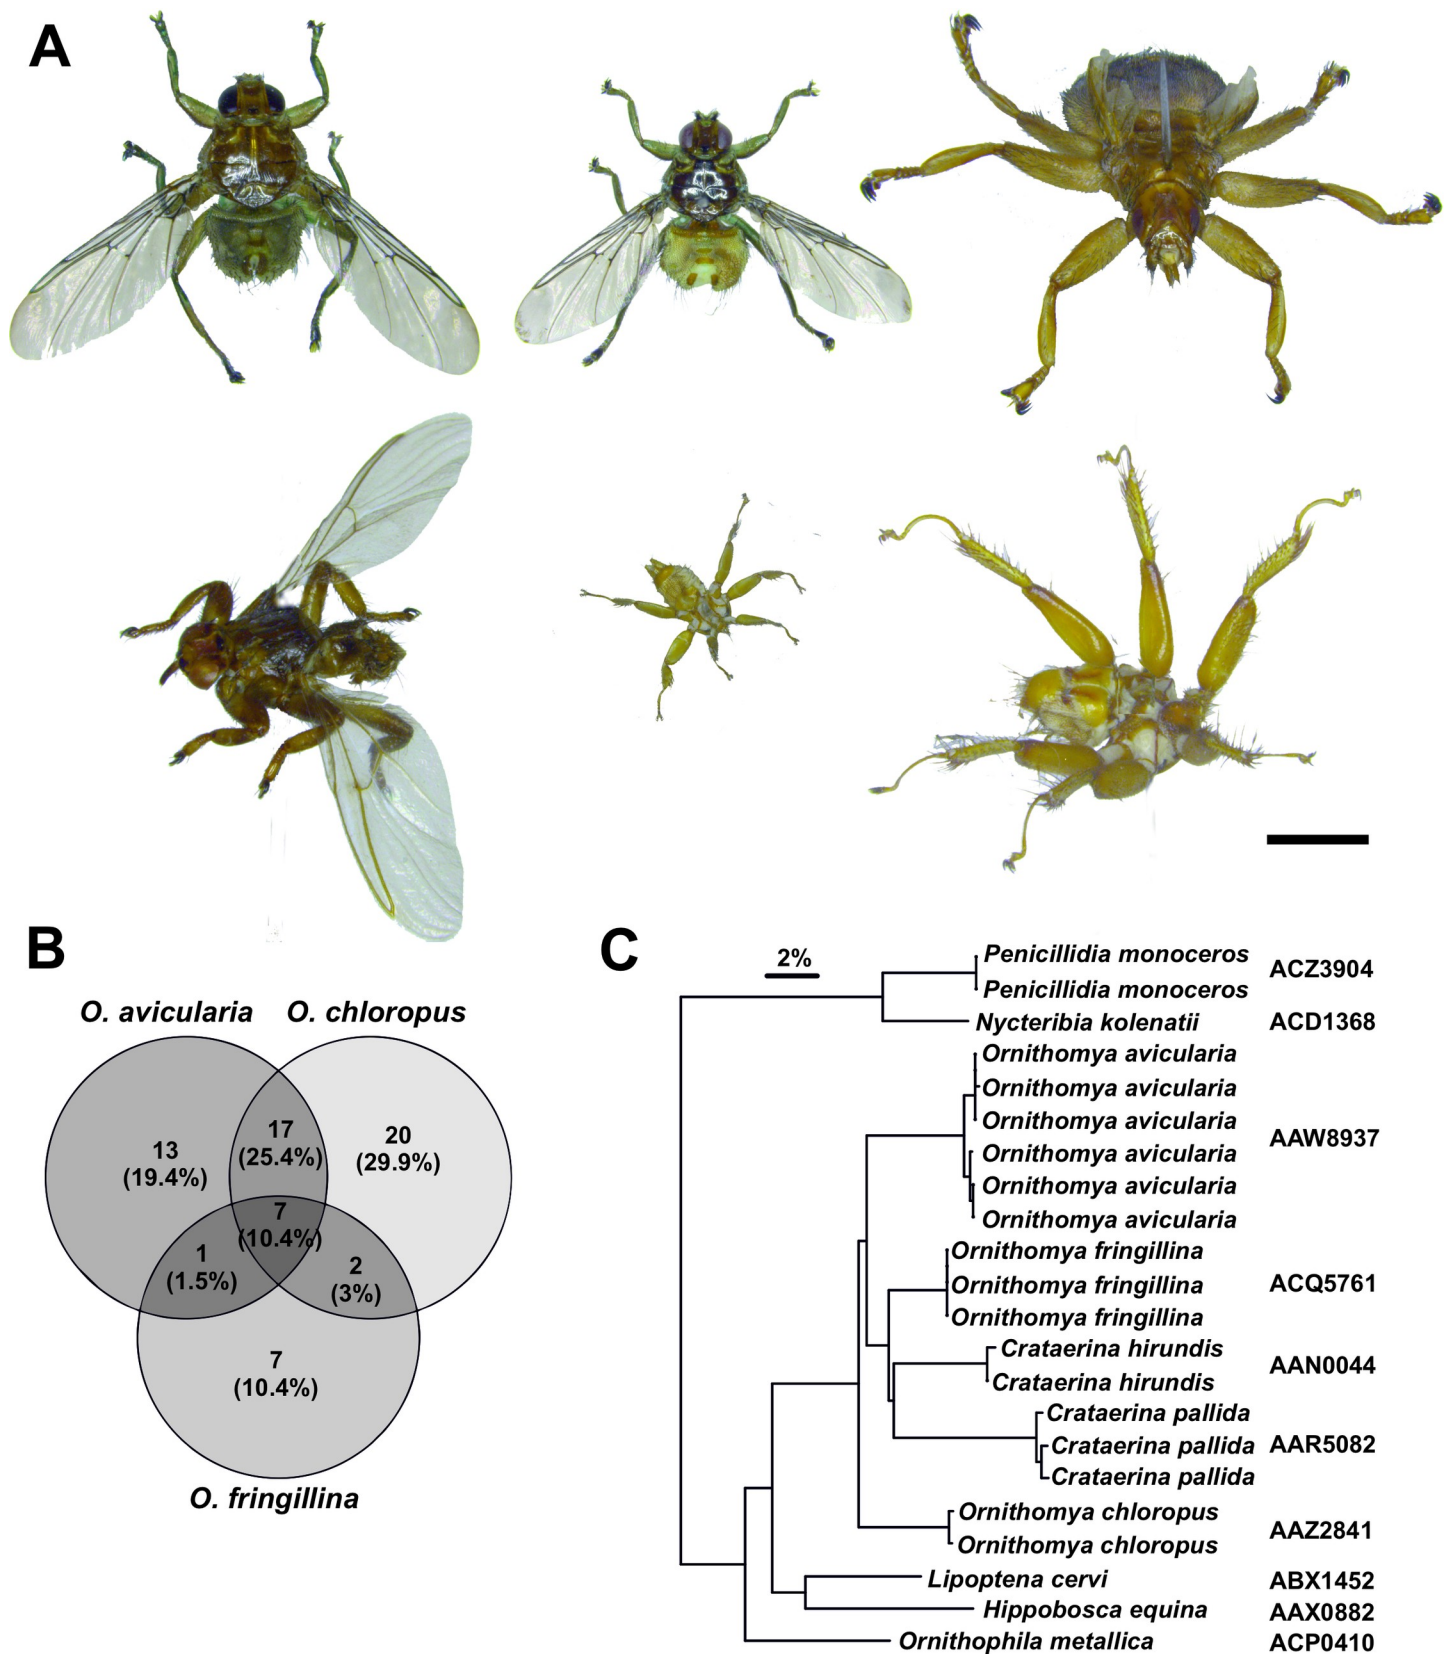 A
B
O. avicularia
O. chloropus
13
(19.4%)
17
(25.4%)
20
(29.9%)
7
(10.4%)
1
(1.5%)
2
(3%)
7
(10.4%)
O. fringillina
C
2%
Penicillidia monoceros
ACZ3904
Penicillidia monoceros
Nycteribia kolenatii ACD1368
Ornithomya avicularia
Ornithomya avicularia
Ornithomya avicularia
AAW8937
Ornithomya avicularia
Ornithomya avicularia
Ornithomya avicularia
Ornithomya fringillina
Ornithomya fringillina ACQ5761
Ornithomya fringillina
Crataerina hirundis
AAN0044
Crataerina hirundis
Crataerina pallida
Crataerina pallida AAR5082
Crataerina pallida
Ornithomya chloropus
AAZ2841
Ornithomya chloropus
Lipoptena cervi ABX1452
Hippobosca equina AAX0882
Ornithophila metallica ACP0410